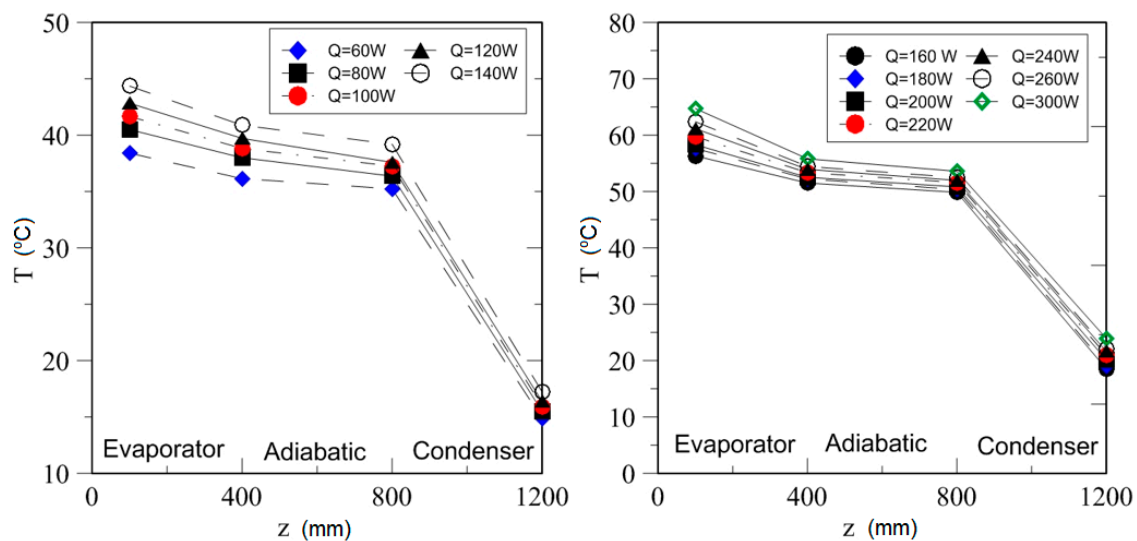 50
40
30
20
10
T (ºC)
Q=60W Q=120W
Q=80W Q=140W
Q=100W
Evaporator Adiabatic Condenser
0 400 800 1200
z (mm)
80
70
60
50
40
30
20
10
0
T (ºC)
Q=160 W Q=240W
Q=180W Q=260W
Q=200W Q=300W
Q=220W
Evaporator Adiabatic Condenser
0 400 800 1200
z (mm)